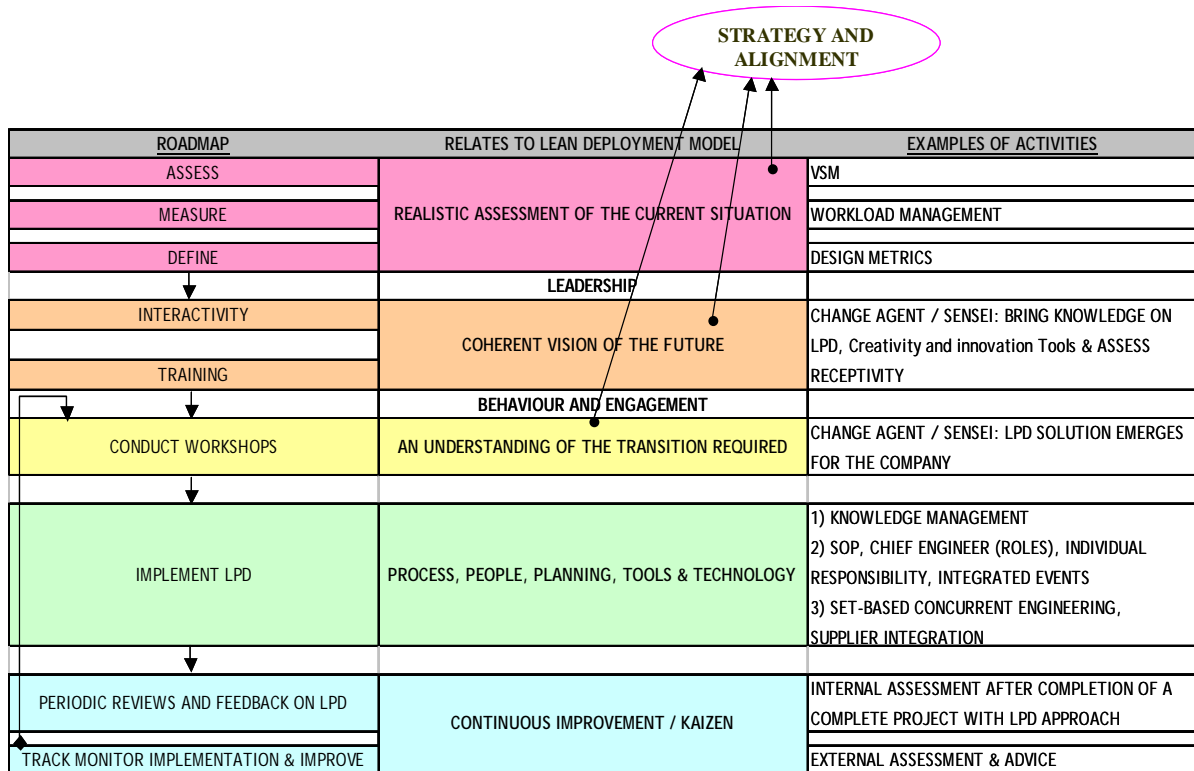 STRATEGY AND
ALIGNMENT
ROADMAP
RELATES TO LEAN DEPLOYMENT MODEL
EXAMPLES OF ACTIVITIES
ASSESS
MEASURE
DEFINE
REALISTIC ASSESSMENT OF THE CURRENT SITUATION
VSM
WORKLOAD MANAGEMENT
DESIGN METRICS
LEADERSHIP
INTERACTIVITY
TRAINING
COHERENT VISION OF THE FUTURE
CHANGE AGENT / SENSEI: BRING KNOWLEDGE ON
LPD, Creativity and innovation Tools & ASSESS
RECEPTIVITY
BEHAVIOUR AND ENGAGEMENT
CONDUCT WORKSHOPS
AN UNDERSTANDING OF THE TRANSITION REQUIRED
CHANGE AGENT / SENSEI: LPD SOLUTION EMERGES
FOR THE COMPANY
IMPLEMENT LPD
PROCESS, PEOPLE, PLANNING, TOOLS & TECHNOLOGY
1) KNOWLEDGE MANAGEMENT
2) SOP, CHIEF ENGINEER (ROLES), INDIVIDUAL
RESPONSIBILITY, INTEGRATED EVENTS
3) SET-BASED CONCURRENT ENGINEERING,
SUPPLIER INTEGRATION
PERIODIC REVIEWS AND FEEDBACK ON LPD
TRACK MONITOR IMPLEMENTATION & IMPROVE
CONTINUOUS IMPROVEMENT / KAIZEN
INTERNAL ASSESSMENT AFTER COMPLETION OF A
COMPLETE PROJECT WITH LPD APPROACH
EXTERNAL ASSESSMENT & ADVICE